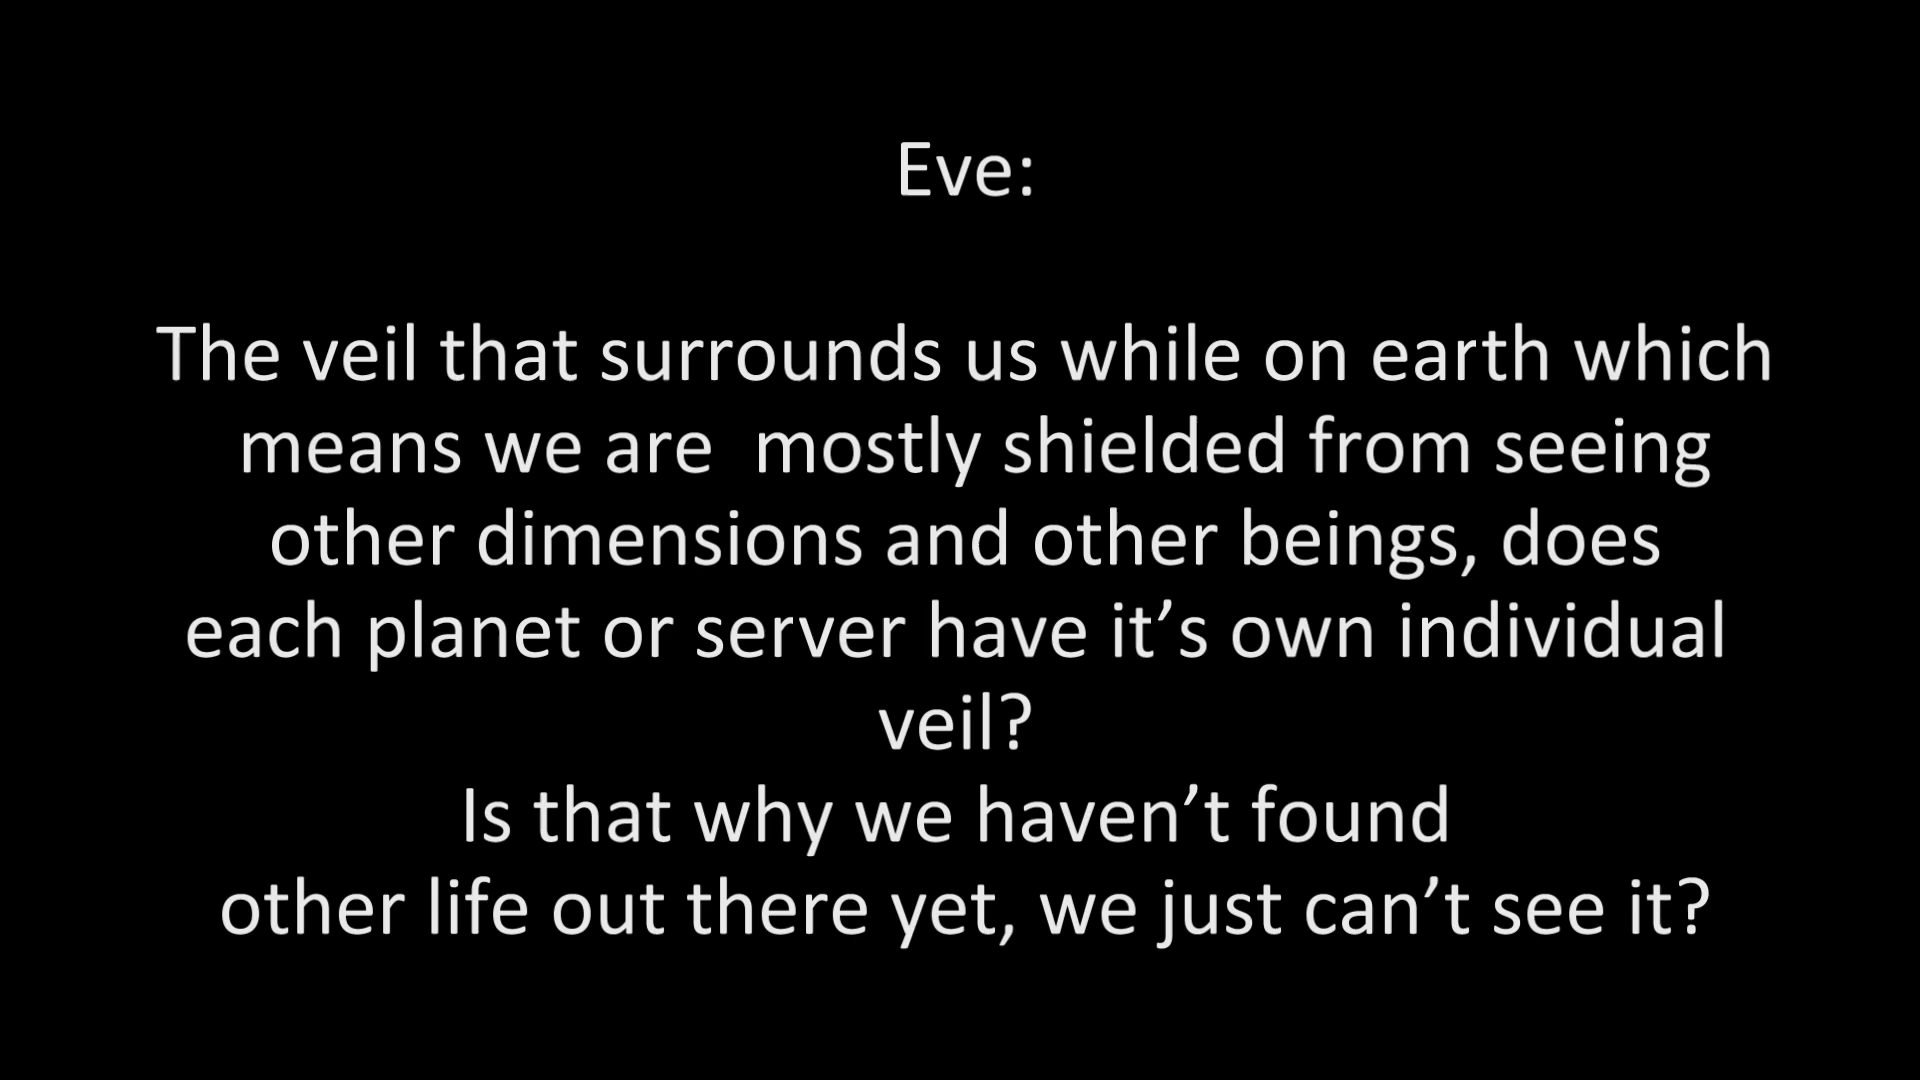 Eve:
The veil that surrounds us while on earth which
means we are  mostly shielded from seeing
other dimensions and other beings, does
each planet or server have it’s own individual
veil?
Is that why we haven’t found
other life out there yet, we just can’t see it?